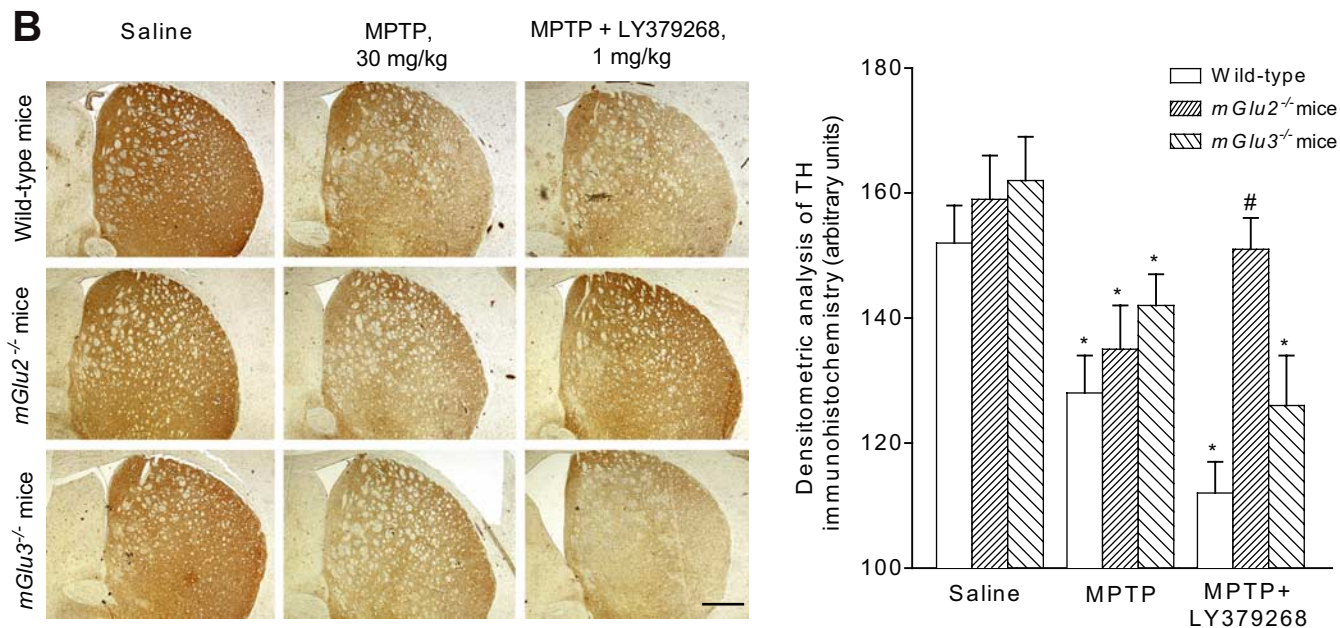 B
Saline
MPTP,
30 mg/kg
MPTP + LY379268,
1 mg/kg
Wild-type mice
mGlu2-/- mice
mGlu3-/- mice
Densitometric analysis of TH
immunohistochemistry (arbitrary units)
180
160
140
120
100
Wild-type
mGlu2-/- mice
mGlu3-/- mice
*
*
*
*
#
*
Saline
MPTP
MPTP+
LY379268